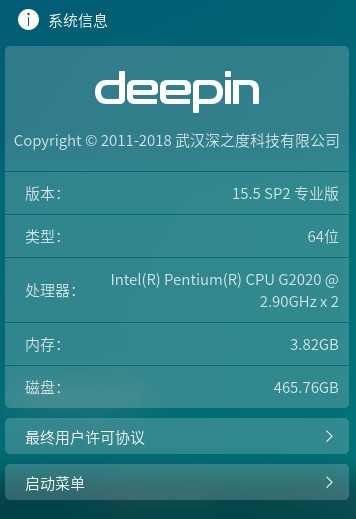 系统信息
deepin
Copyright © 2011-2018 武汉深之度科技有限公司
版本： 15.5 SP2 专业版
类型： 64位
处理器： Intel(R) Pentium(R) CPU G2020 @
2.90GHz x 2
内存： 3.82GB
磁盘： 465.76GB
最终用户许可协议
启动菜单